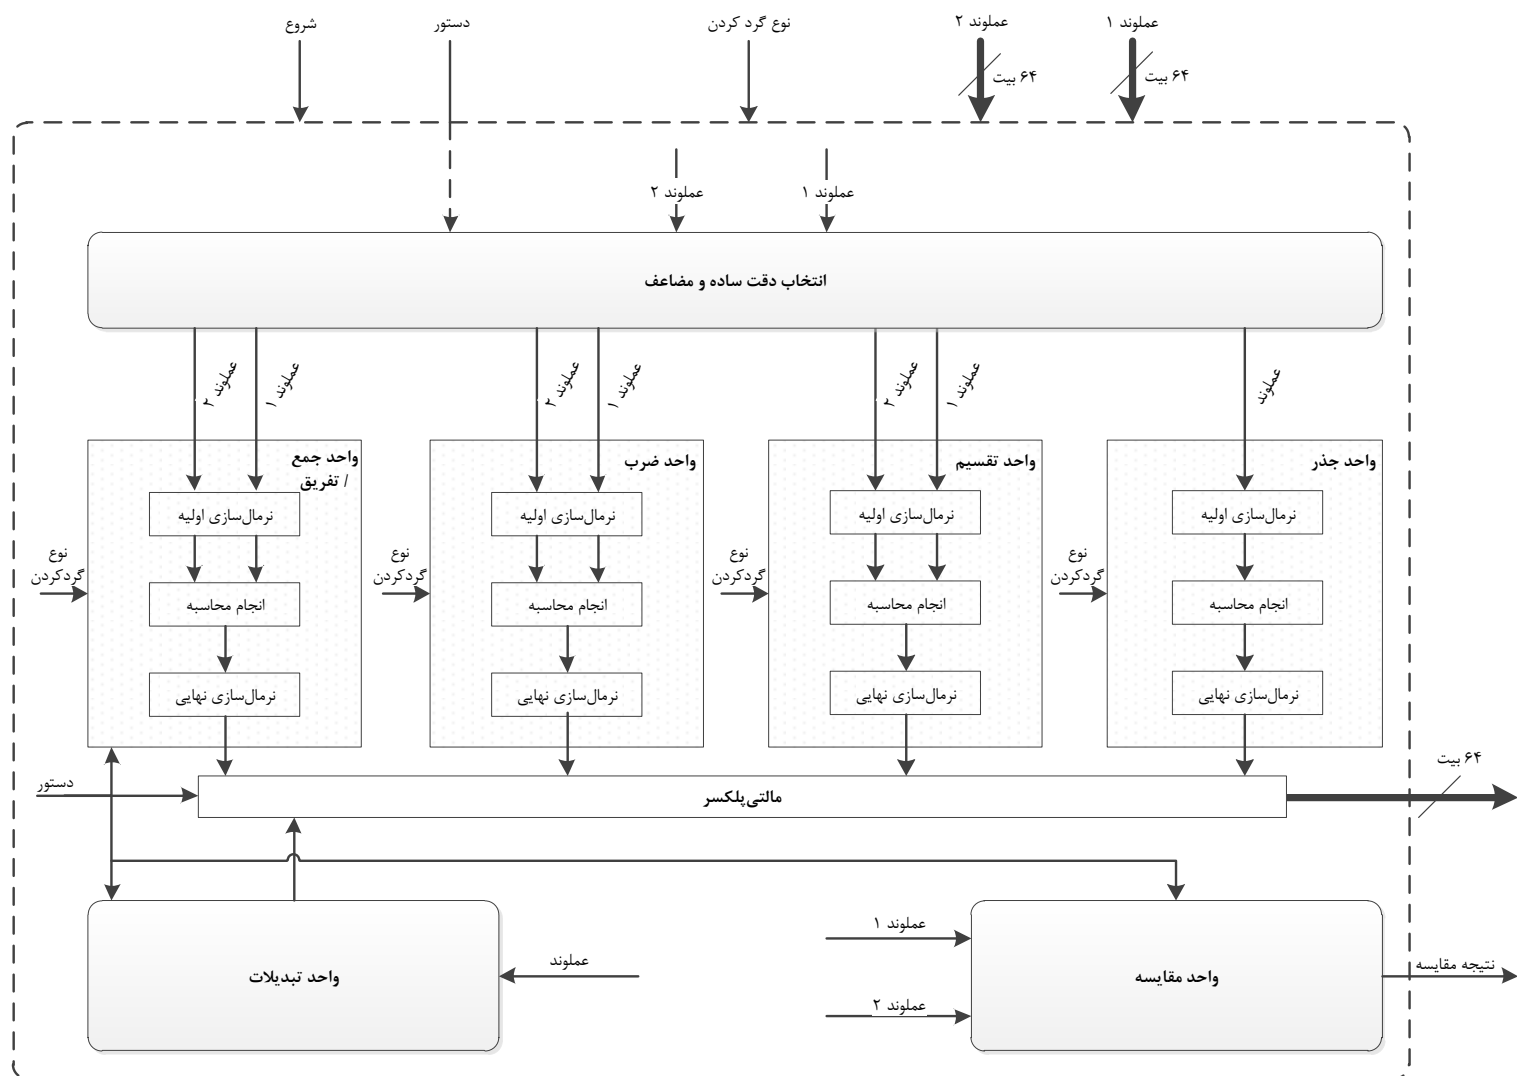 عملوند ۱
عملوند ۲
نوع گرد کردن
دستور
شروع
۶۴ بیت
۶۴ بیت
عملوند ۱
عملوند ۲
انتخاب دقت ساده و مضاعف
عملوند
عملوند ۱
عملوند ۲
عملوند ۱
عملوند ۲
عملوند ۱
عملوند ۲
واحد جذر
واحد تقسیم
واحد ضرب
واحد جمع
/ تفریق
نرمال‌سازی اولیه
نرمال‌سازی اولیه
نرمال‌سازی اولیه
نرمال‌سازی اولیه
نوع
گردکردن
نوع
گردکردن
نوع
گردکردن
نوع
گردکردن
انجام محاسبه
انجام محاسبه
انجام محاسبه
انجام محاسبه
نرمال‌سازی نهایی
نرمال‌سازی نهایی
نرمال‌سازی نهایی
نرمال‌سازی نهایی
۶۴ بیت
دستور
مالتی‌پلکسر
عملوند ۱
عملوند
نتیجه مقایسه
واحد مقایسه
واحد تبدیلات
عملوند ۲